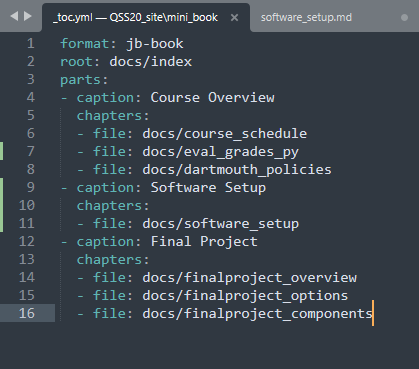 _toc.yml — QSS20_site\mini_book × software_setup.md
1 format: jb-book
2 root: docs/index
3 parts:
4 - caption: Course Overview
5 chapters:
6 - file: docs/course_schedule
7 - file: docs/eval_grades_py
8 - file: docs/dartmouth_policies
9 - caption: Software Setup
10 chapters:
11 - file: docs/software_setup
12 - caption: Final Project
13 chapters:
14 - file: docs/finalproject_overview
15 - file: docs/finalproject_options
16 - file: docs/finalproject_components